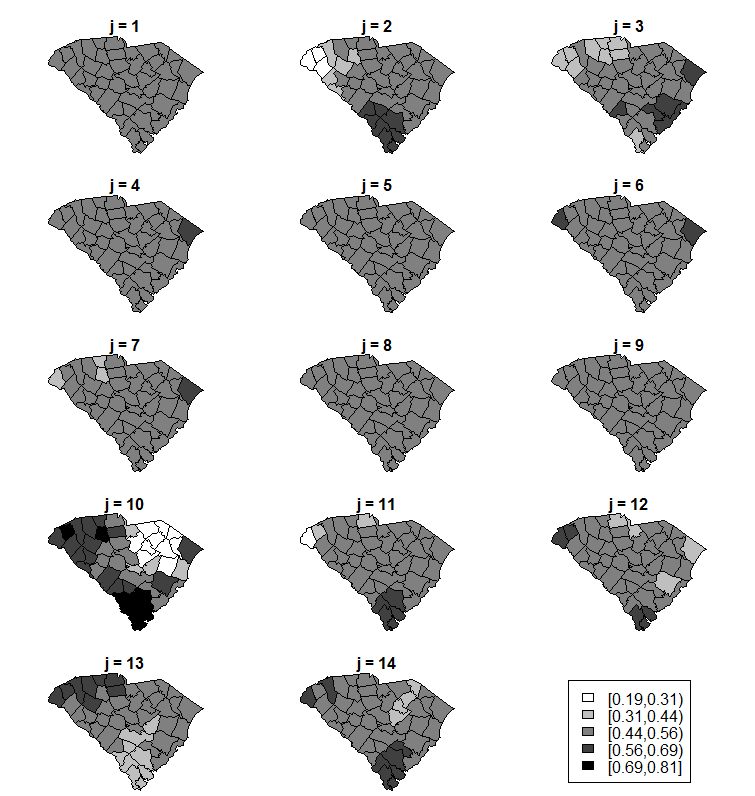 j = 1
j = 2
j = 3
j = 4
j = 5
j = 6
j = 7
j = 8
j = 9
j = 10
j = 11
j = 12
j = 13
j = 14
[0.19,0.31)
[0.31,0.44)
[0.44,0.56)
[0.56,0.69)
[0.69,0.81]